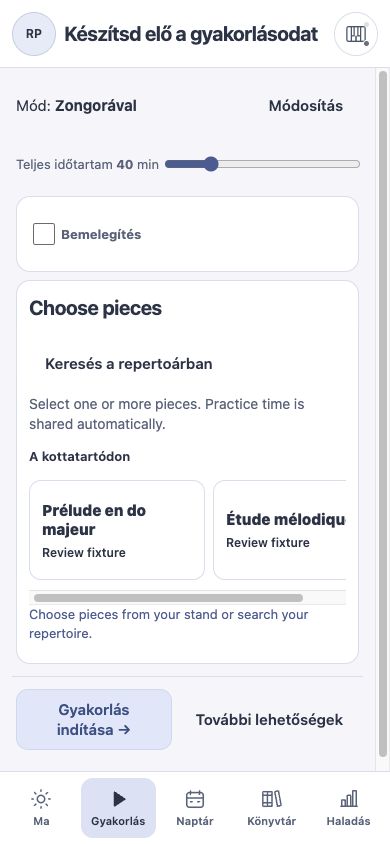 RP
Készítsd elő a gyakorlásodat
Mód: Zongorával
Módosítás
Teljes időtartam 40 min
Bemelegítés
Choose pieces
Keresés a repertoárban
Select one or more pieces. Practice time is
shared automatically.
A kottatartódon
Prélude en do
majeur
Review fixture
Étude mélodiqu
Review fixture
Choose pieces from your stand or search your
repertoire.
Gyakorlás
indítása →
További lehetőségek
Ma
Gyakorlás
Naptár
Könyvtár
Haladás